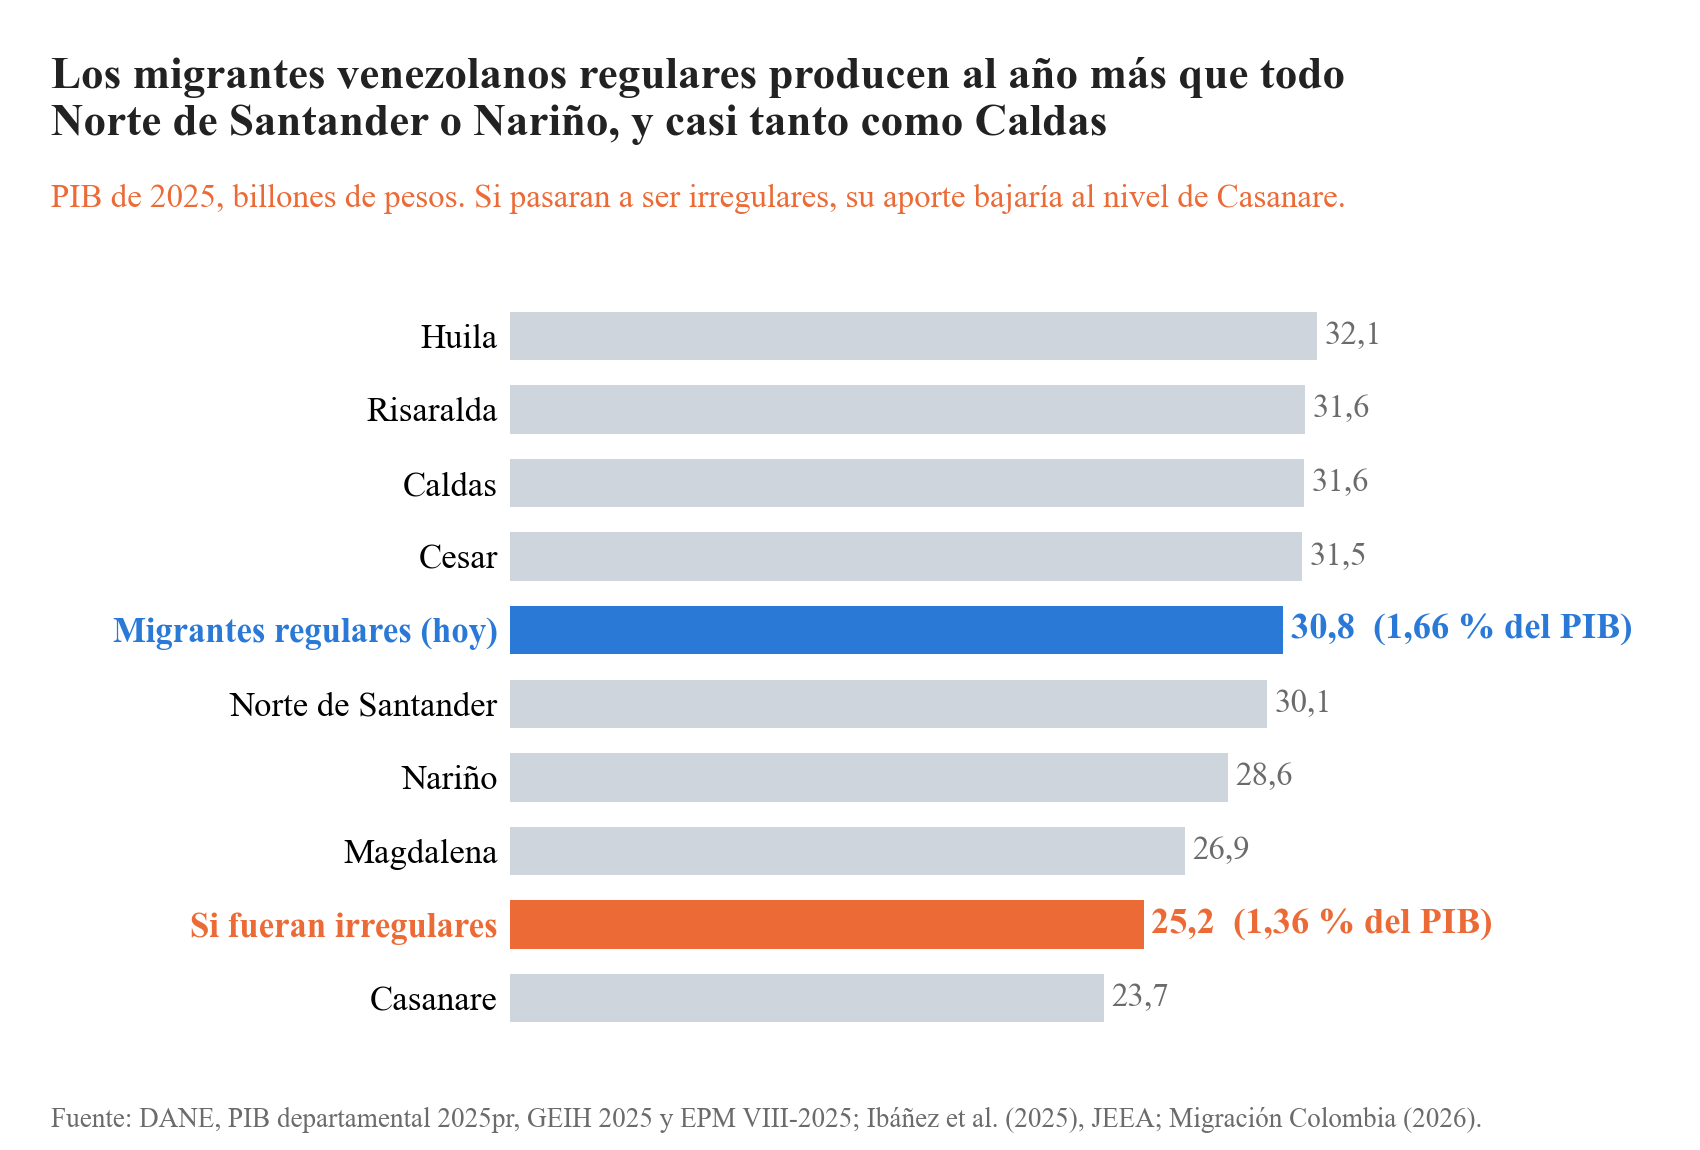 Los migrantes venezolanos regulares producen al año más que todo
Norte de Santander o Nariño, y casi tanto como Caldas
PIB de 2025, billones de pesos. Si pasaran a ser irregulares, su aporte bajaría al nivel de Casanare.
Huila 32,1
Risaralda 31,6
Caldas 31,6
Cesar 31,5
Migrantes regulares (hoy) 30,8 (1,66 % del PIB)
Norte de Santander 30,1
Nariño 28,6
Magdalena 26,9
Si fueran irregulares 25,2 (1,36 % del PIB)
Casanare 23,7
Fuente: DANE, PIB departamental 2025pr, GEIH 2025 y EPM VIII-2025; Ibáñez et al. (2025), JEEA; Migración Colombia (2026).